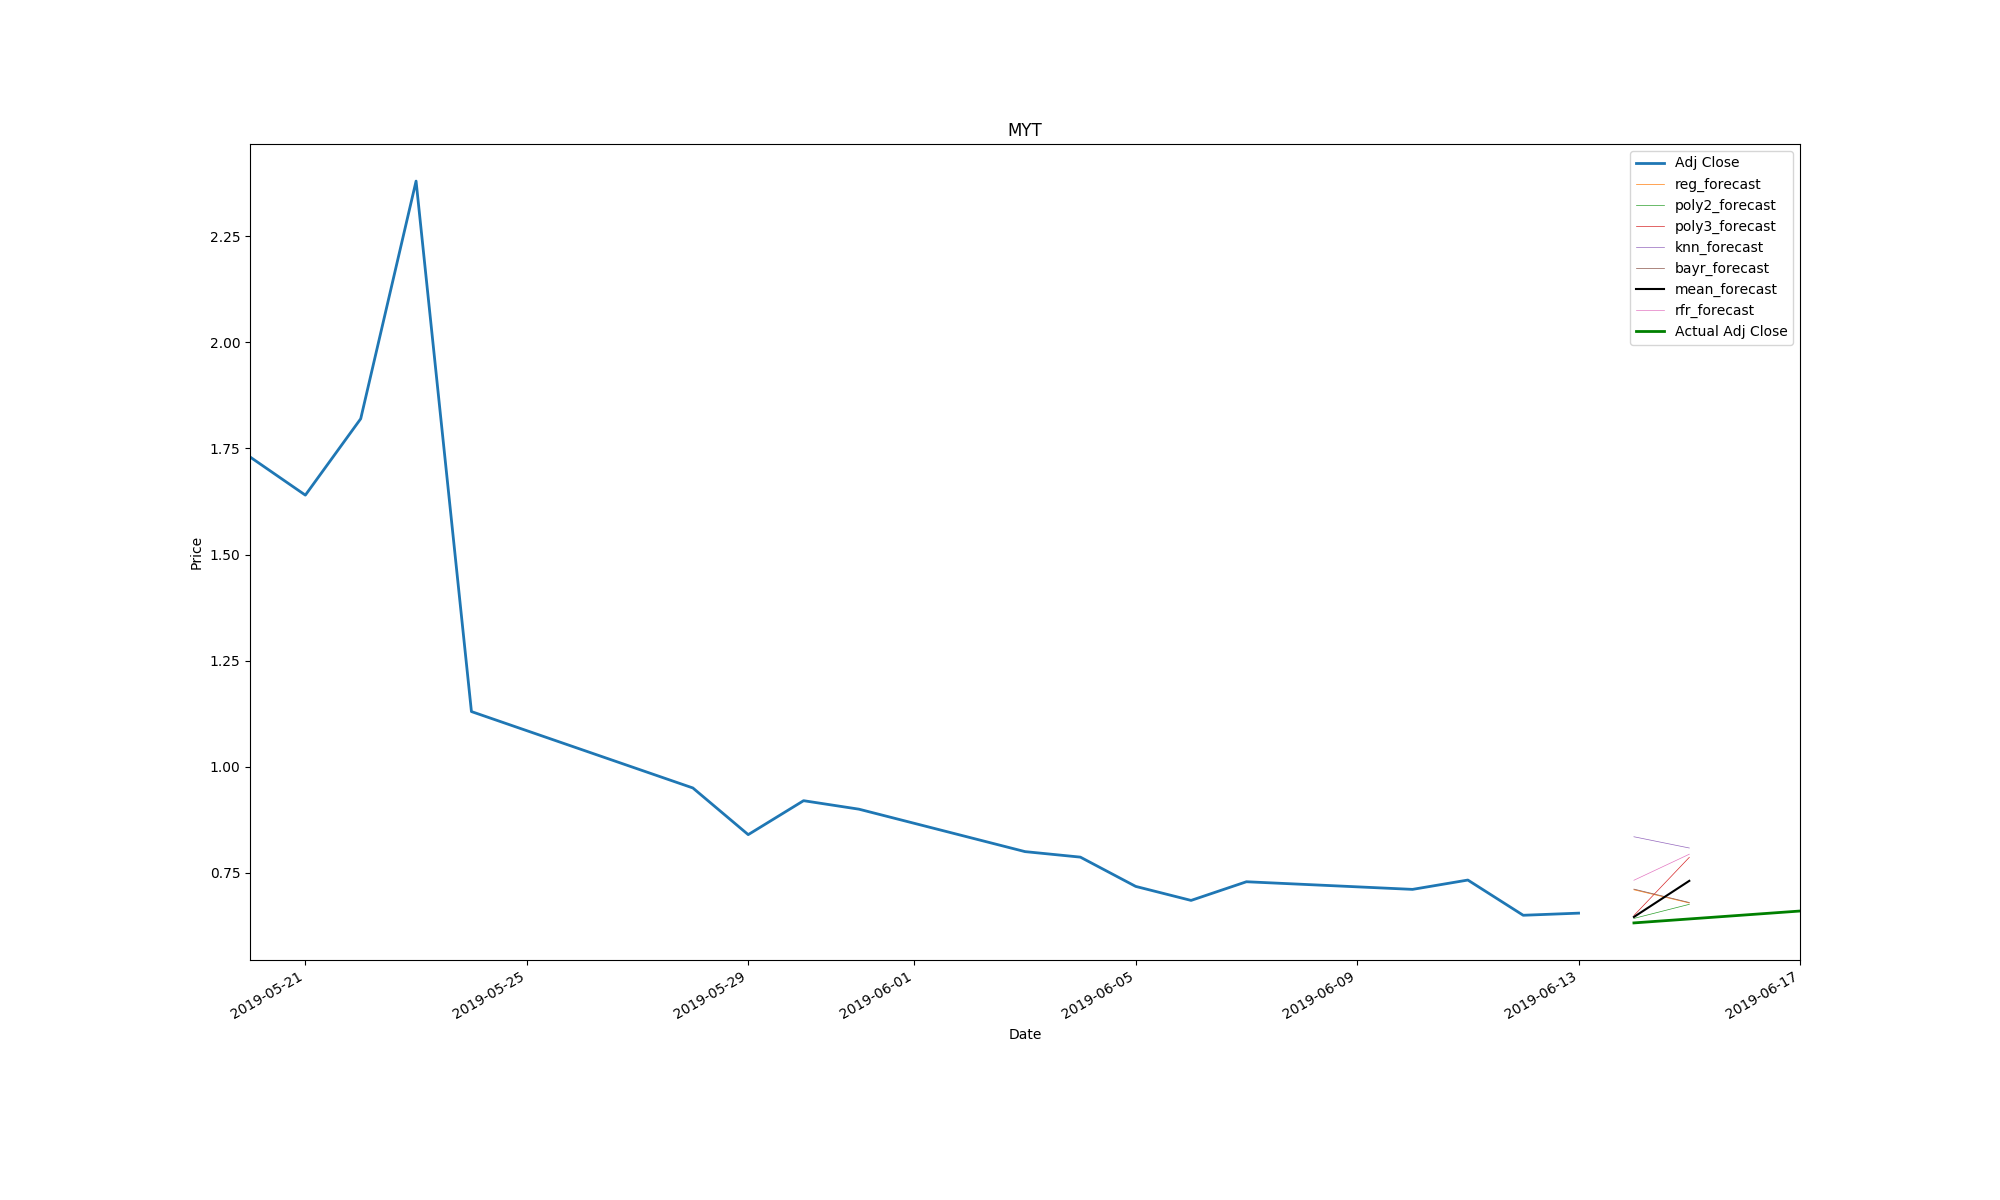 MYT
Adj Close
reg_forecast
poly2_forecast
poly3_forecast
knn_forecast
bayr_forecast
mean_forecast
rfr_forecast
Actual Adj Close
2.25
2.00
1.75
1.50
1.25
1.00
0.75
Price
2019-05-21
2019-05-25
2019-05-29
2019-06-01
2019-06-05
2019-06-09
2019-06-13
2019-06-17
Date